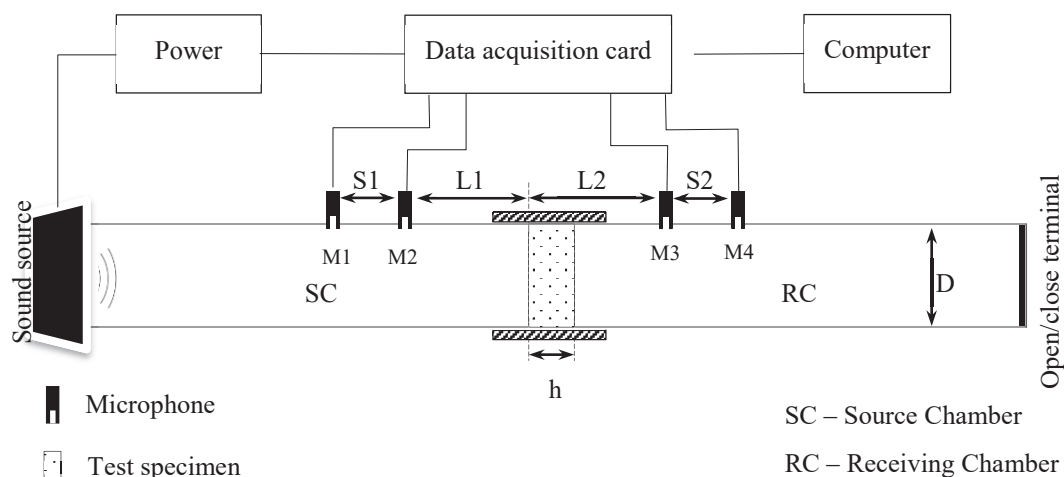 Power
Data acquisition card
Computer
S1
L1
L2
S2
M1
M2
M3
M4
Sound source
SC
RC
D
Open/close terminal
h
Microphone
Test specimen
SC – Source Chamber
RC – Receiving Chamber